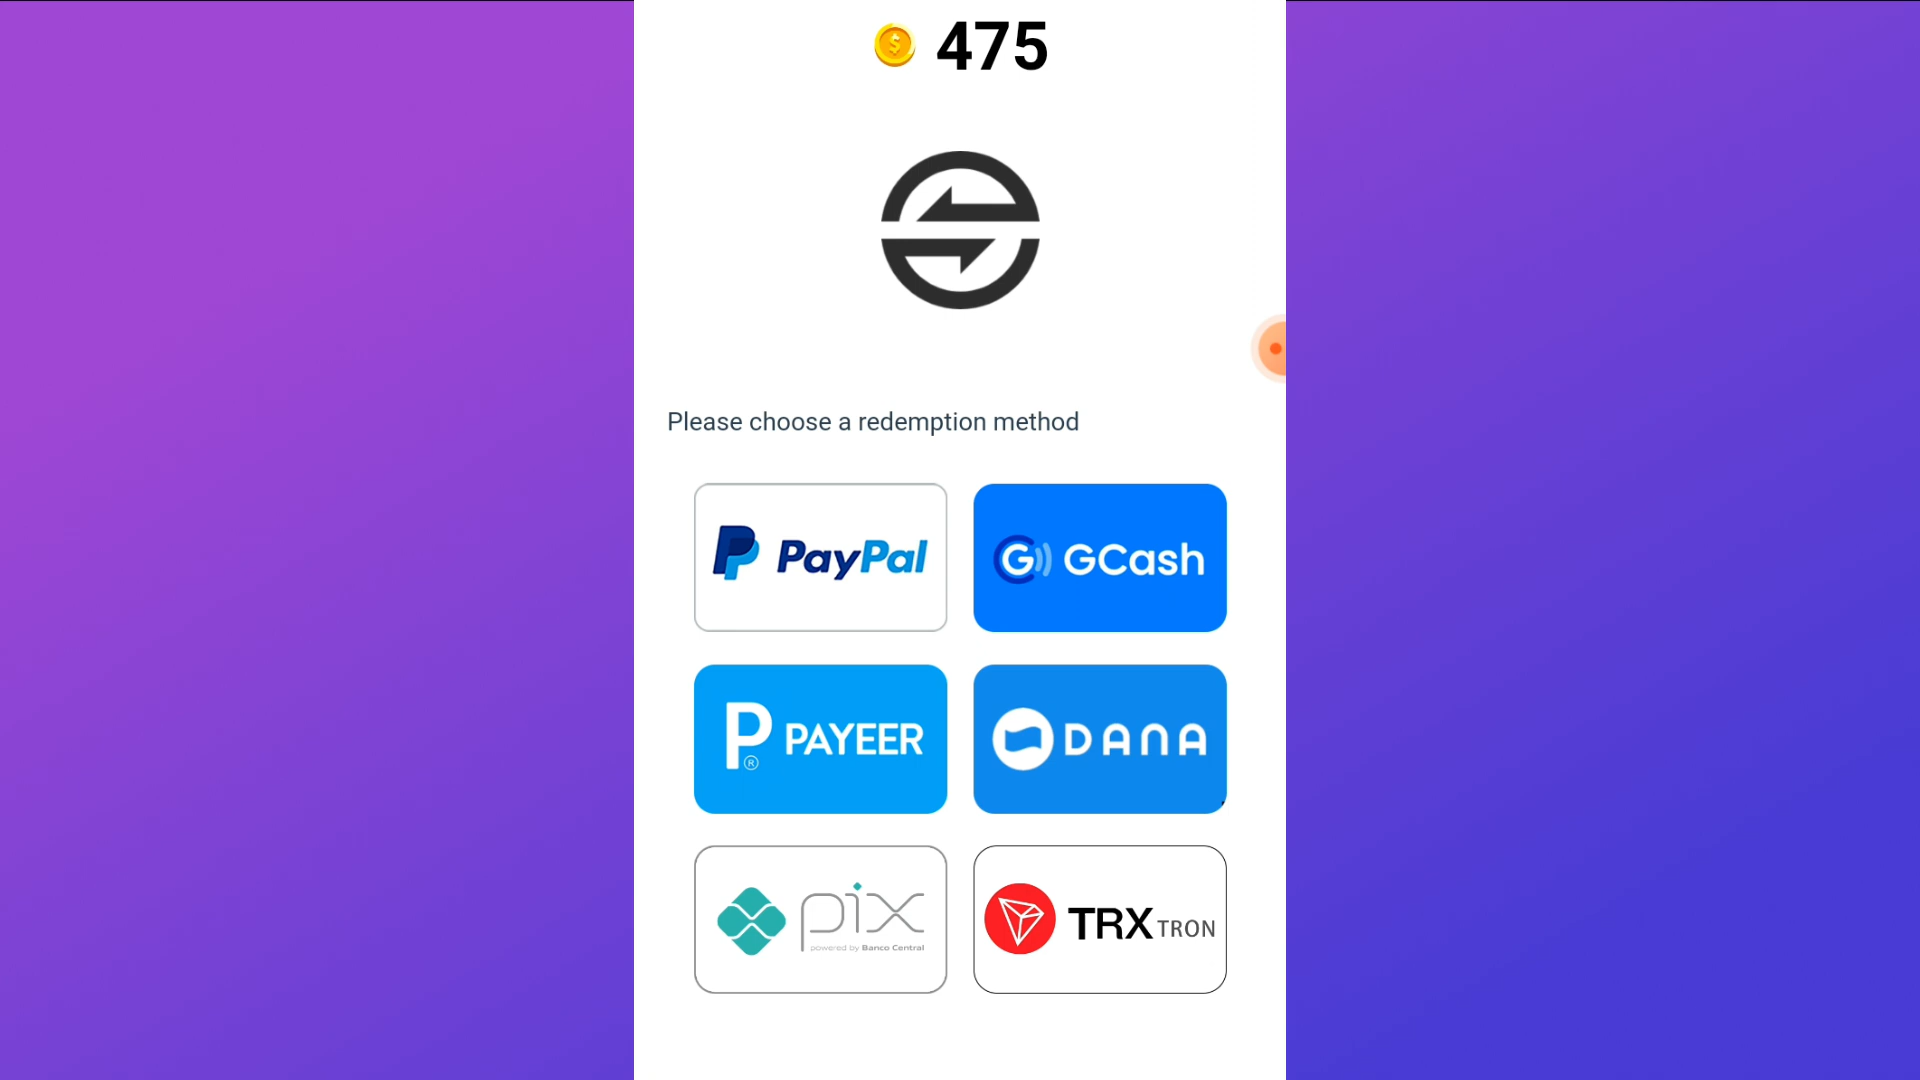 475
Please choose a redemption method
PayPal
GCash
PAYEER
DANA
pix
powered by Banco Central
TRX TRON